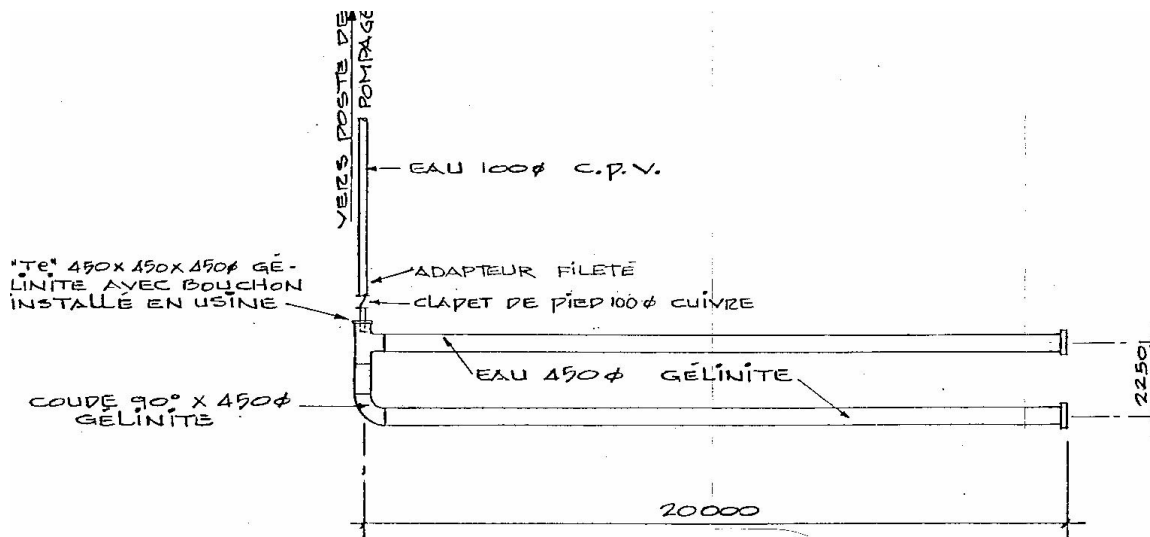 VERS POSTE DE
POMPAGE
EAU 100ø C.P.V.
"Te" 450x450x450ø GÉ-
LINITE AVEC BOUCHON
INSTALLÉ EN USINE
ADAPTEUR FILETÉ
CLAPET DE PIED 100ø CUIVRE
EAU 450ø GÉLINITE
COUDE 90° X 450ø
GÉLINITE
2250
20000